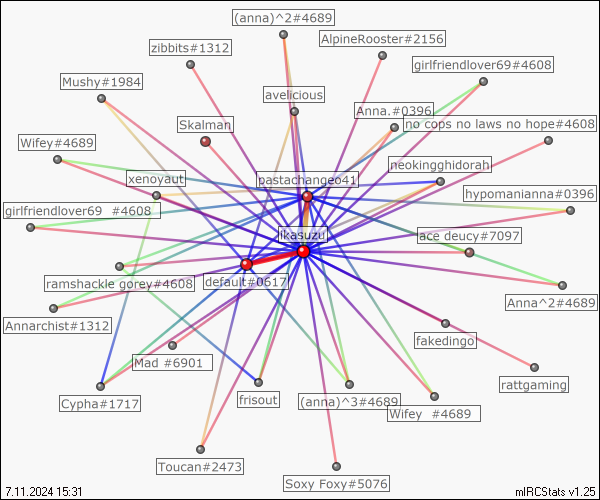 (anna)^2#4689
AlpineRooster#2156
zibbits#1312
girlfriendlover69#4608
Mushy#1984
avelicious
Anna.#0396
Skalman
no cops no laws no hope#4608
Wifey#4689
neokingghidorah
xenoyaut
pastachangeo41
hypomanianna#0396
girlfriendlover69  #4608
ikasuzu
ace deucy#7097
ramshackle gorey#4608
default#0617
Anna^2#4689
Annarchist#1312
fakedingo
Mad #6901
rattgaming
Cypha#1717
frisout
(anna)^3#4689
Wifey  #4689
Toucan#2473
Soxy Foxy#5076
7.11.2024 15:31
mIRCStats v1.25